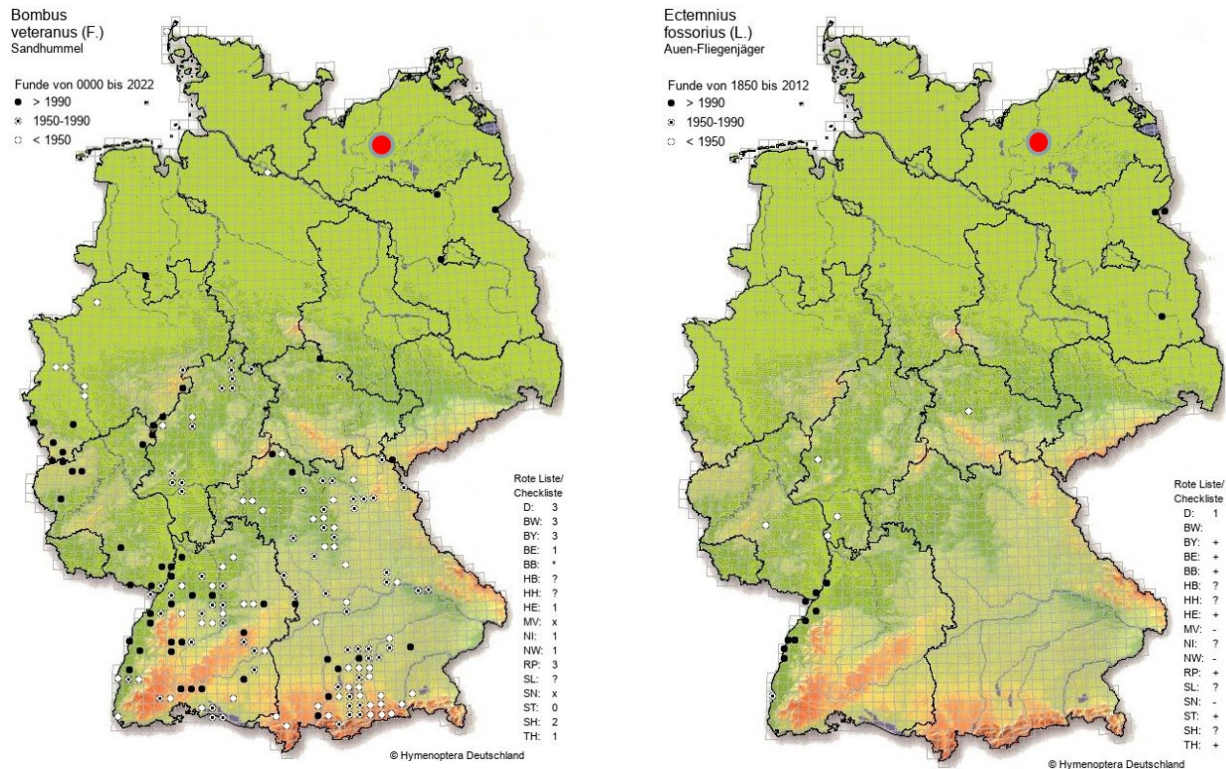 Bombus
veteranus (F.)
Sandhummel
Funde von 0000 bis 2022
> 1990
1950-1990
< 1950
Rote Liste/
Checkliste
D: 3
BW: 3
BY: 3
BE: 1
BB: *
HB: ?
HH: ?
HE: 1
MV: x
NI: 1
NW: 1
RP: 3
SL: ?
SN: x
ST: 0
SH: 2
TH: 1
© Hymenoptera Deutschland
Ectemnius
fossorius (L.)
Auen-Fliegenjäger
Funde von 1850 bis 2012
> 1990
1950-1990
< 1950
Rote Liste/
Checkliste
D: 1
BW:
BY: +
BE: +
BB: +
HB: ?
HH: ?
HE: +
MV: -
NI: ?
NW: -
RP: +
SL: ?
SN: -
ST: +
SH: ?
TH: +
© Hymenoptera Deutschland